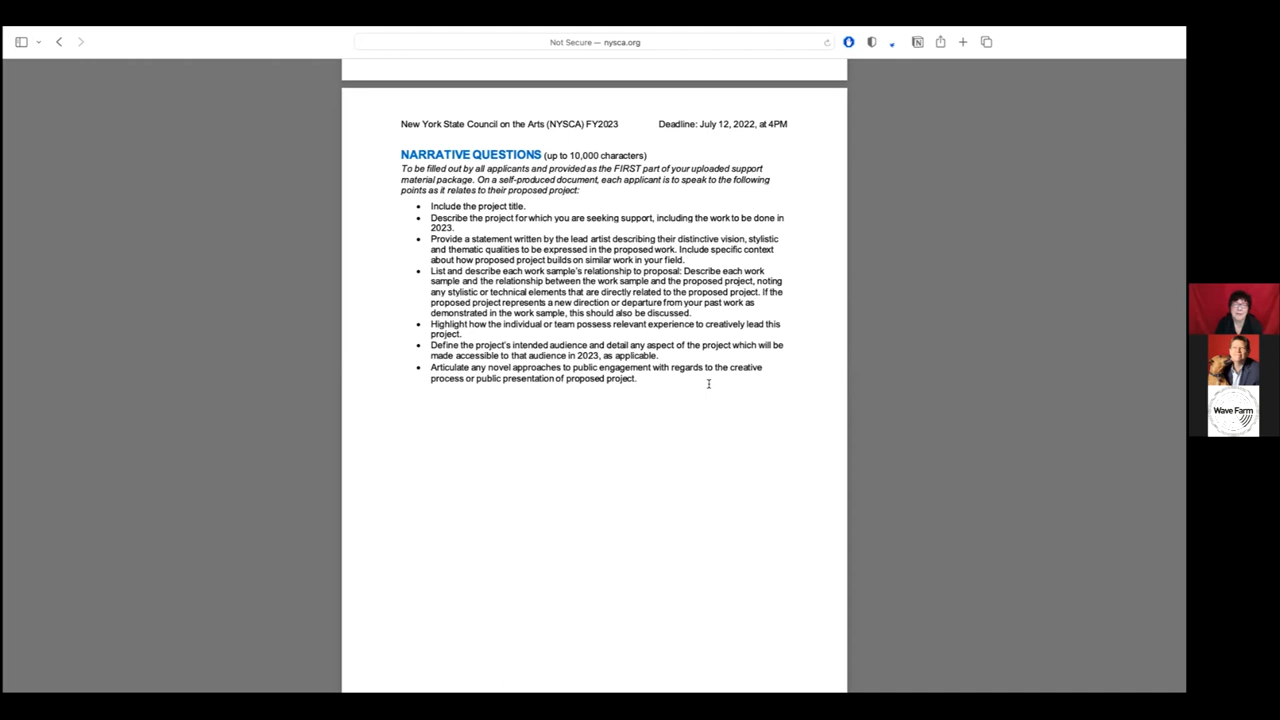 Not Secure — nysca.org
New York State Council on the Arts (NYSCA) FY2023 Deadline: July 12, 2022, at 4PM
NARRATIVE QUESTIONS (up to 10,000 characters)
To be filled out by all applicants and provided as the FIRST part of your uploaded support
material package. On a self-produced document, each applicant is to speak to the following
points as it relates to their proposed project:
• Include the project title.
• Describe the project for which you are seeking support, including the work to be done in
2023.
• Provide a statement written by the lead artist describing their distinctive vision, stylistic
and thematic qualities to be expressed in the proposed work. Include specific context
about how proposed project builds on similar work in your field.
• List and describe each work sample's relationship to proposal: Describe each work
sample and the relationship between the work sample and the proposed project, noting
any stylistic or technical elements that are directly related to the proposed project. If the
proposed project represents a new direction or departure from your past work as
demonstrated in the work sample, this should also be discussed.
• Highlight how the individual or team possess relevant experience to creatively lead this
project.
• Define the project's intended audience and detail any aspect of the project which will be
made accessible to that audience in 2023, as applicable.
• Articulate any novel approaches to public engagement with regards to the creative
process or public presentation of proposed project.
Wave Farm